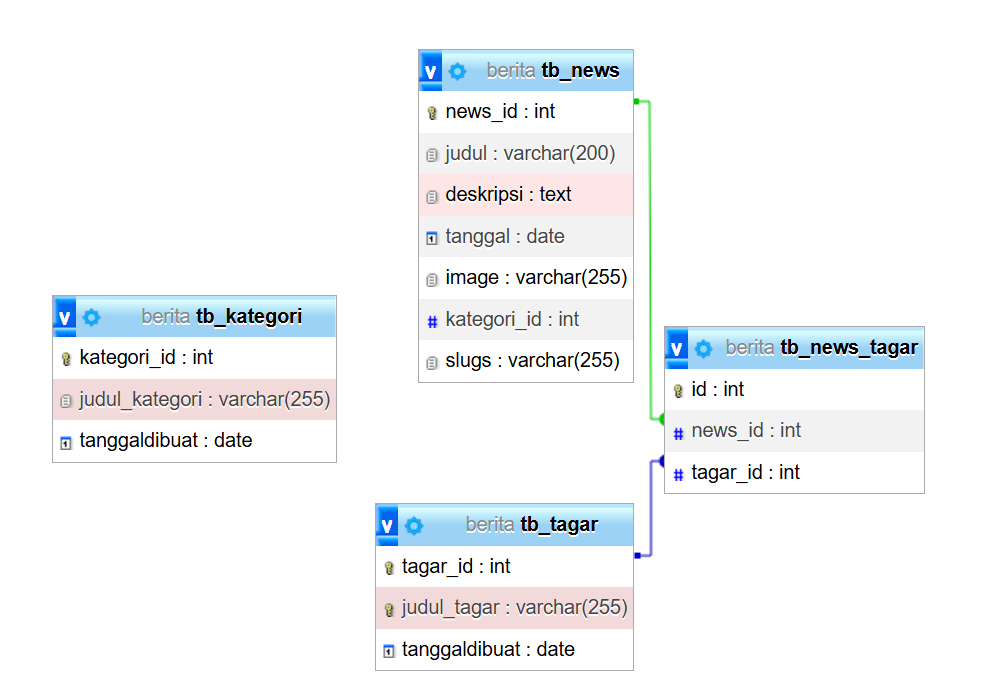 berita tb_news
news_id : int
judul : varchar(200)
deskripsi : text
tanggal : date
image : varchar(255)
kategori_id : int
slugs : varchar(255)
berita tb_kategori
kategori_id : int
judul_kategori : varchar(255)
tanggaldibuat : date
berita tb_news_tagar
id : int
news_id : int
tagar_id : int
berita tb_tagar
tagar_id : int
judul_tagar : varchar(255)
tanggaldibuat : date